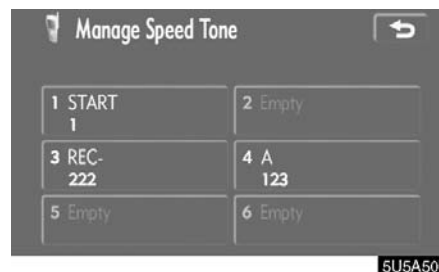 Manage Speed Tone
1 START
1
2 Empty
3 REC-
222
4 A
123
5 Empty
6 Empty
5U5A50